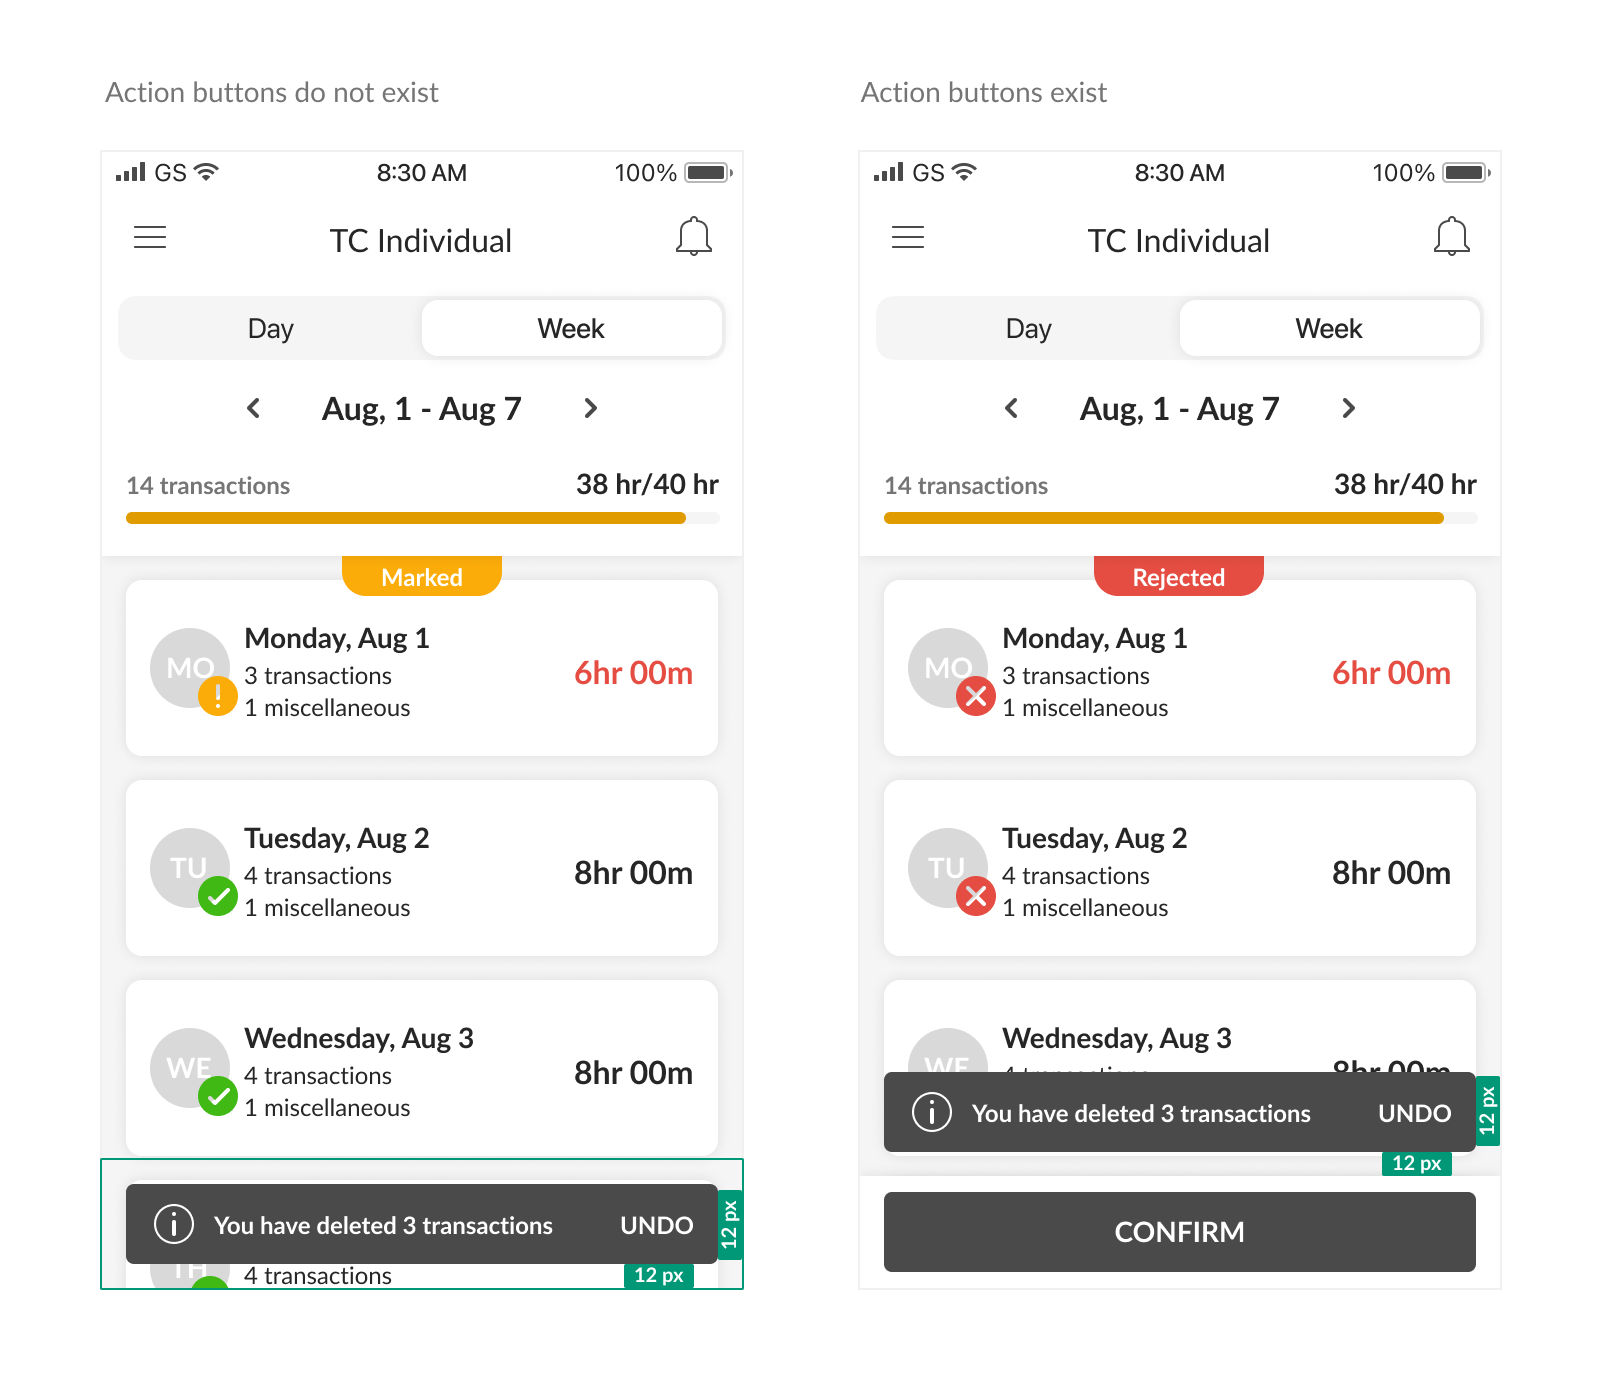 Action buttons do not exist
GS
8:30 AM
100%
TC Individual
Day
Week
Aug, 1 - Aug 7
14 transactions
38 hr/40 hr
Marked
MO
Monday, Aug 1
3 transactions
1 miscellaneous
6hr 00m
TU
Tuesday, Aug 2
4 transactions
1 miscellaneous
8hr 00m
WE
Wednesday, Aug 3
4 transactions
1 miscellaneous
8hr 00m
You have deleted 3 transactions
UNDO
12 px
TH
4 transactions
12 px
Action buttons exist
GS
8:30 AM
100%
TC Individual
Day
Week
Aug, 1 - Aug 7
14 transactions
38 hr/40 hr
Rejected
MO
Monday, Aug 1
3 transactions
1 miscellaneous
6hr 00m
TU
Tuesday, Aug 2
4 transactions
1 miscellaneous
8hr 00m
WE
Wednesday, Aug 3
4 transactions
8hr 00m
You have deleted 3 transactions
UNDO
12 px
12 px
CONFIRM